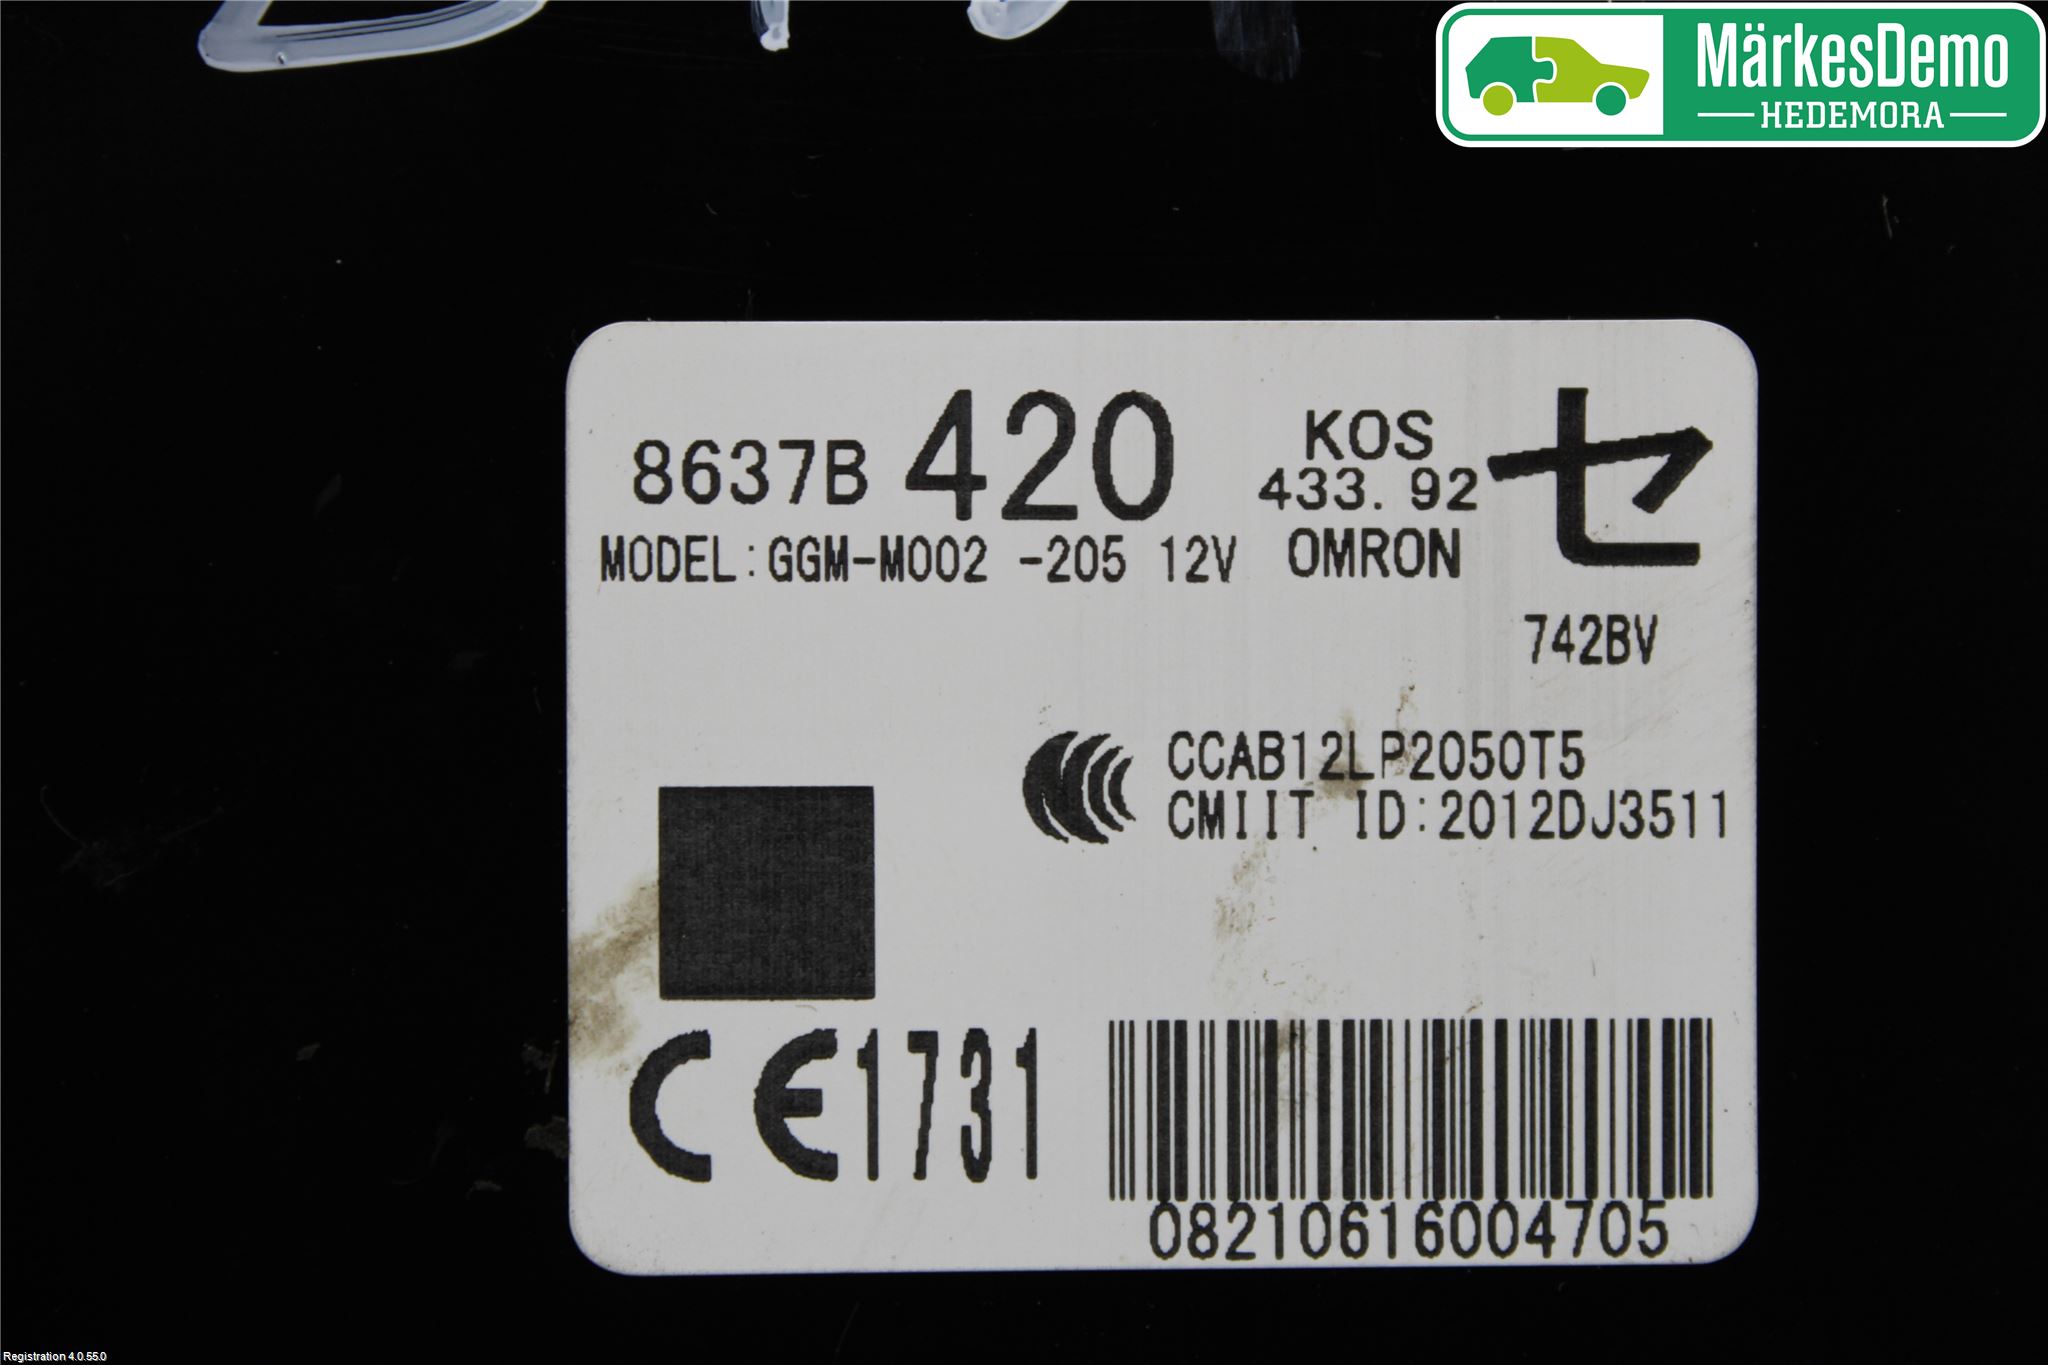 MärkesDemo
HEDEMORA
8637B 420
KOS
433.92
OMRON
セ
MODEL:GGM-M002 -205 12V
742BV
CCAB12LP2050T5
CMIIT ID:2012DJ3511
CE1731
08210616004705
Registration 4.0.55.0